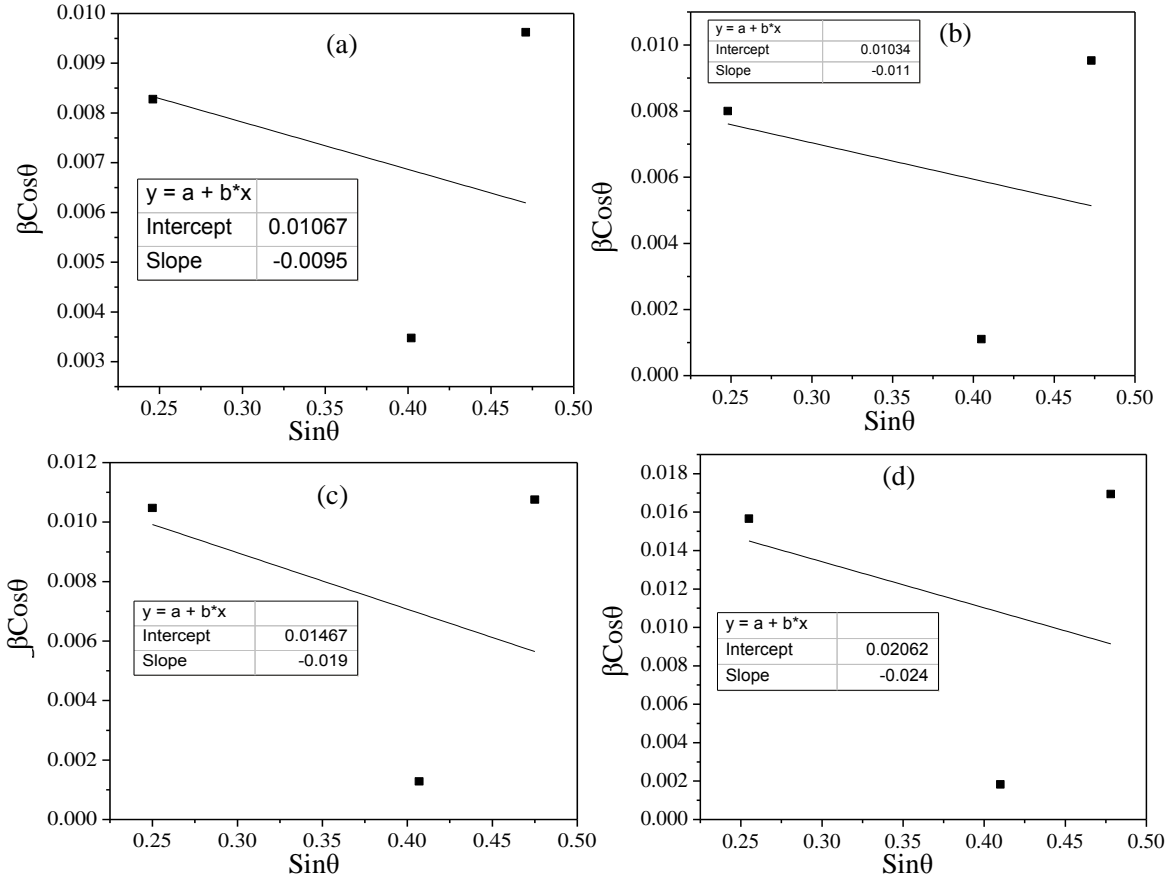 (a)
0.010
0.009
0.008
0.007
0.006
0.005
0.004
0.003
βCosθ
y = a + b*x
Intercept 0.01067
Slope -0.0095
0.25 0.30 0.35 0.40 0.45 0.50
Sinθ
(b)
0.010
0.008
0.006
0.004
0.002
0.000
βCosθ
y = a + b*x
Intercept 0.01034
Slope -0.011
0.25 0.30 0.35 0.40 0.45 0.50
Sinθ
(c)
0.012
0.010
0.008
0.006
0.004
0.002
0.000
βCosθ
y = a + b*x
Intercept 0.01467
Slope -0.019
0.25 0.30 0.35 0.40 0.45 0.50
Sinθ
(d)
0.018
0.016
0.014
0.012
0.010
0.008
0.006
0.004
0.002
0.000
βCosθ
y = a + b*x
Intercept 0.02062
Slope -0.024
0.25 0.30 0.35 0.40 0.45 0.50
Sinθ